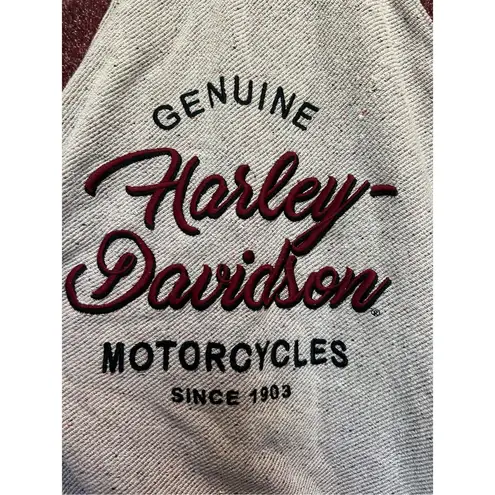 GENUINE
Harley-
Davidson®
MOTORCYCLES
SINCE 1903